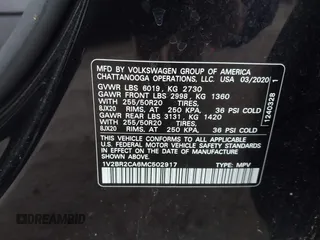 MFD BY VOLKSWAGEN GROUP OF AMERICA
CHATTANOOGA OPERATIONS, LLC. USA 03/2020
GVWR LBS 6019, KG 2730
GAWR FRONT LBS 2998, KG 1360
WITH 255/50R20 TIRES,
8JX20 RIMS, AT 250 KPA, 36 PSI COLD
GAWR REAR LBS 3131, KG 1420
WITH 255/50R20 TIRES,
8JX20 RIMS, AT 250 KPA, 36 PSI COLD
THIS VEHICLE CONFORMS TO ALL APPLICABLE
FEDERAL MOTOR VEHICLE SAFETY STANDARDS
IN EFFECT ON THE DATE OF MANUFACTURE
SHOWN ABOVE.
1V2BR2CA6MC502917 TYPE: MPV
1240328 1